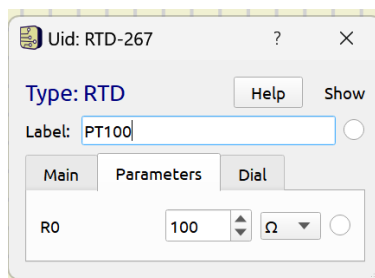 Uid: RTD-267 ?
Type: RTD Help Show
Label: PT100
Main Parameters Dial
R0 100 Ω